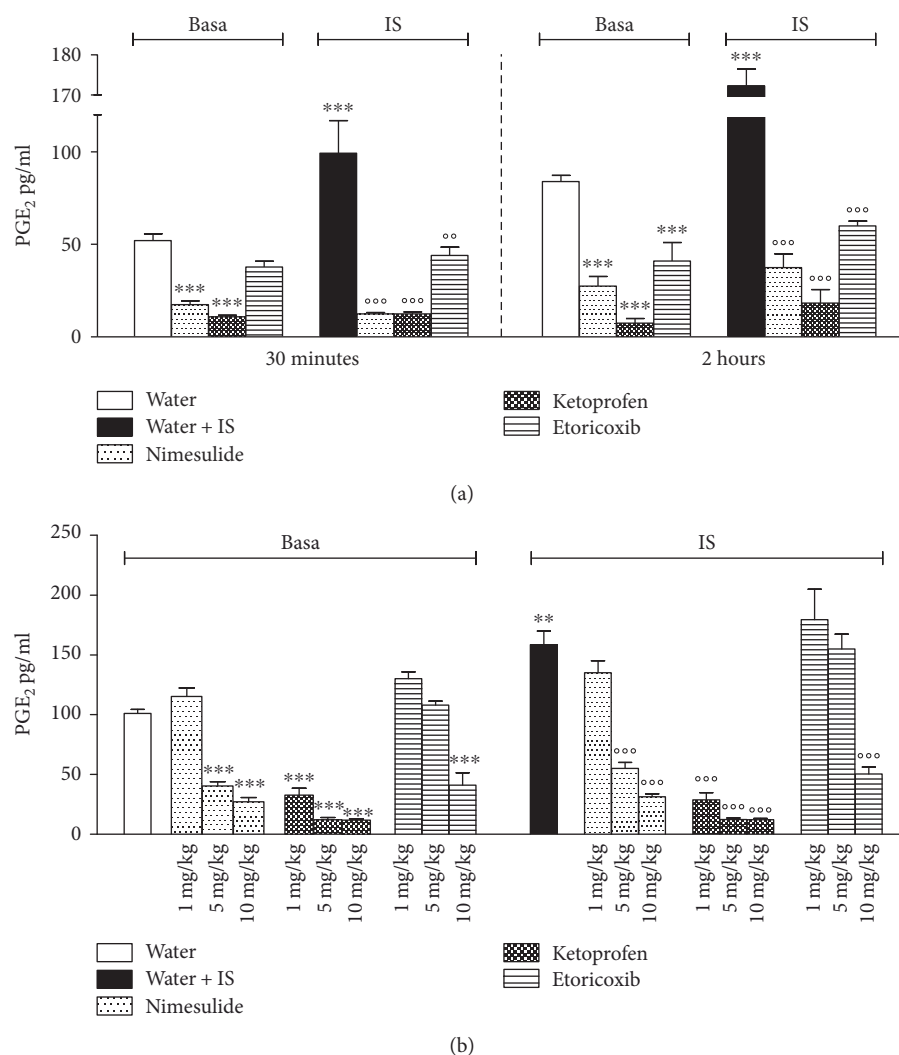 Basa IS Basa IS
180
170
100
50
0
PGE2 pg/ml
*** *** *** °°° °°° °° *** *** *** *** °°° °°° °°°
30 minutes 2 hours
Water
Water + IS
Nimesulide
Ketoprofen
Etoricoxib
(a)
250
200
150
100
50
0
PGE2 pg/ml
Basa IS
*** *** *** *** *** *** ** °°° °°° °°° °°° °°° °°°
1 mg/kg
5 mg/kg
10 mg/kg
1 mg/kg
5 mg/kg
10 mg/kg
1 mg/kg
5 mg/kg
10 mg/kg
1 mg/kg
5 mg/kg
10 mg/kg
1 mg/kg
5 mg/kg
10 mg/kg
1 mg/kg
5 mg/kg
10 mg/kg
Water
Water + IS
Nimesulide
Ketoprofen
Etoricoxib
(b)